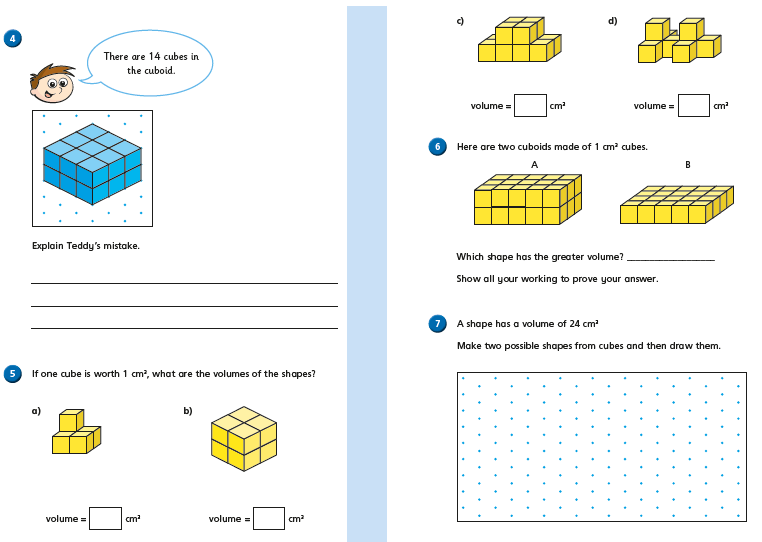 4
There are 14 cubes in
the cuboid.
Explain Teddy's mistake.
5 If one cube is worth 1 cm³, what are the volumes of the shapes?
a) b)
volume = cm³ volume = cm³
c) d)
volume = cm³ volume = cm³
6 Here are two cuboids made of 1 cm³ cubes.
A B
Which shape has the greater volume?
Show all your working to prove your answer.
7 A shape has a volume of 24 cm³
Make two possible shapes from cubes and then draw them.